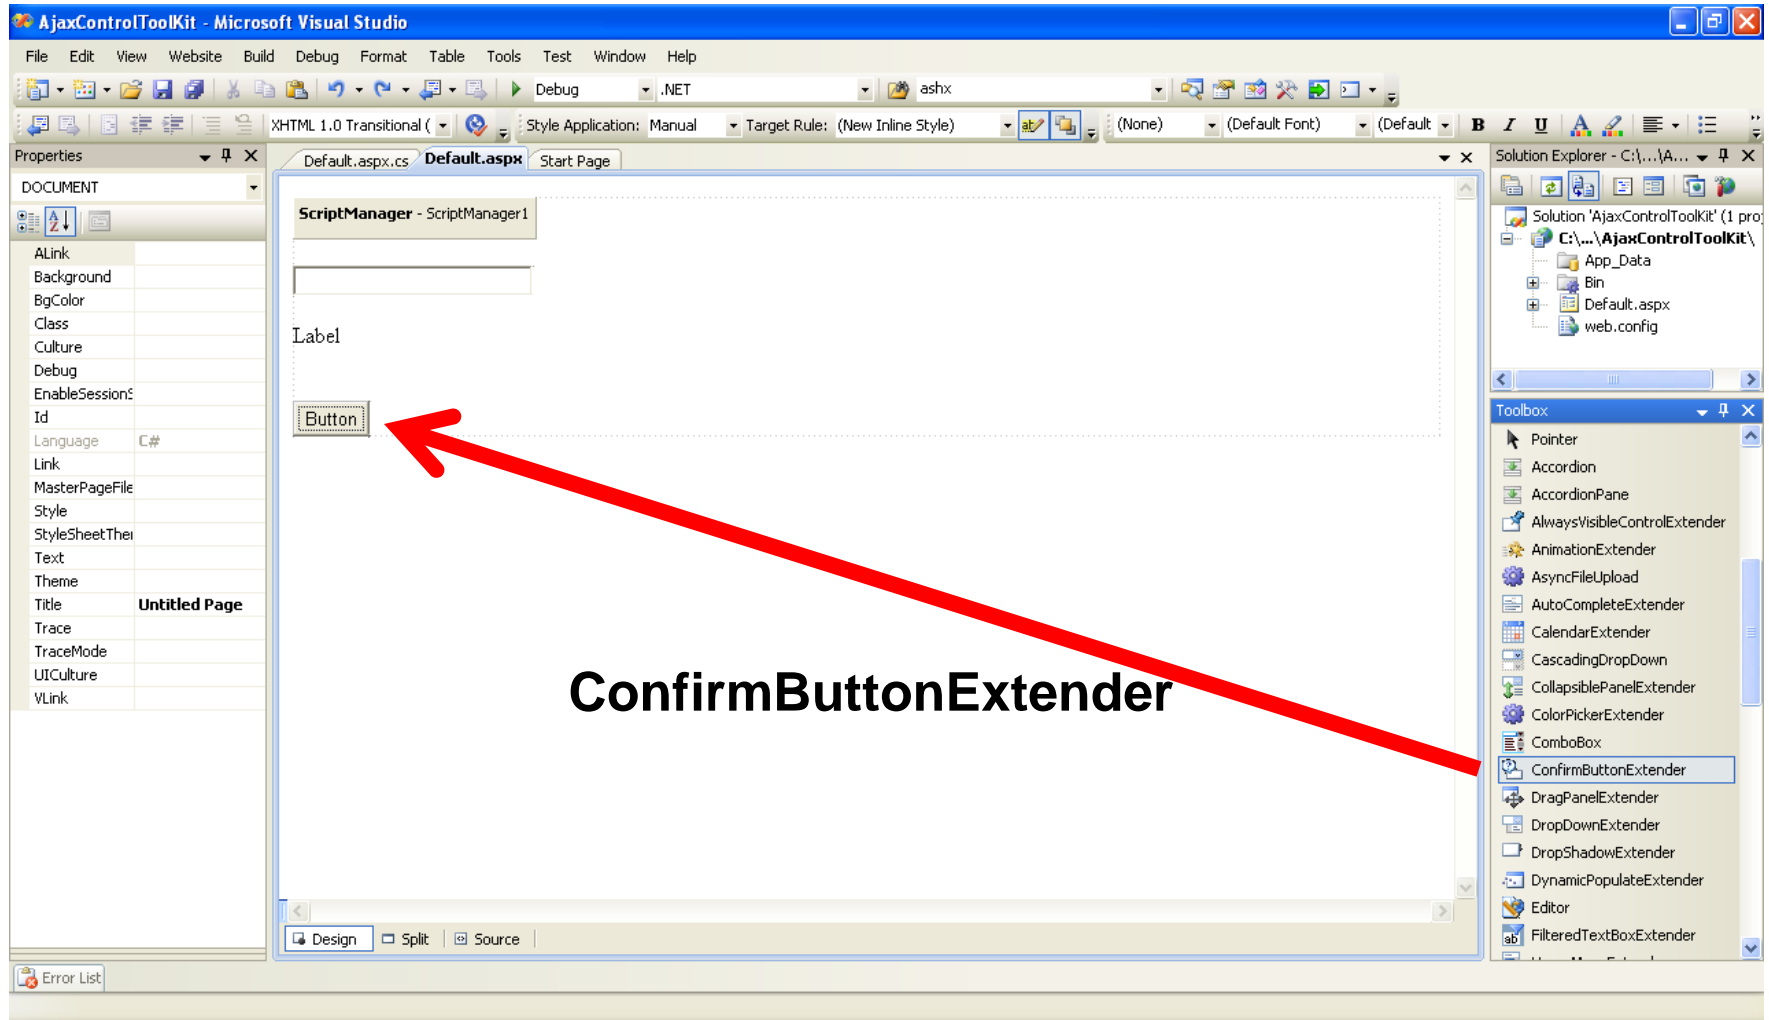 AjaxControlToolKit - Microsoft Visual Studio
File Edit View Website Build Debug Format Table Tools Test Window Help
Debug .NET ashx
XHTML 1.0 Transitional ( Style Application: Manual Target Rule: (New Inline Style) (None) (Default Font) (Default B I U A
Properties
DOCUMENT
ALink
Background
BgColor
Class
Culture
Debug
EnableSessionS
Id
Language C#
Link
MasterPageFile
Style
StyleSheetThe
Text
Theme
Title Untitled Page
Trace
TraceMode
UICulture
VLink
Default.aspx.cs Default.aspx Start Page
ScriptManager - ScriptManager1
Label
Button
ConfirmButtonExtender
Design Split Source
Solution Explorer - C:\...\A...
Solution 'AjaxControlToolKit' (1 pro
C:\...\AjaxControlToolKit\
App_Data
Bin
Default.aspx
web.config
Toolbox
Pointer
Accordion
AccordionPane
AlwaysVisibleControlExtender
AnimationExtender
AsyncFileUpload
AutoCompleteExtender
CalendarExtender
CascadingDropDown
CollapsiblePanelExtender
ColorPickerExtender
ComboBox
ConfirmButtonExtender
DragPanelExtender
DropDownExtender
DropShadowExtender
DynamicPopulateExtender
Editor
FilteredTextBoxExtender
Error List